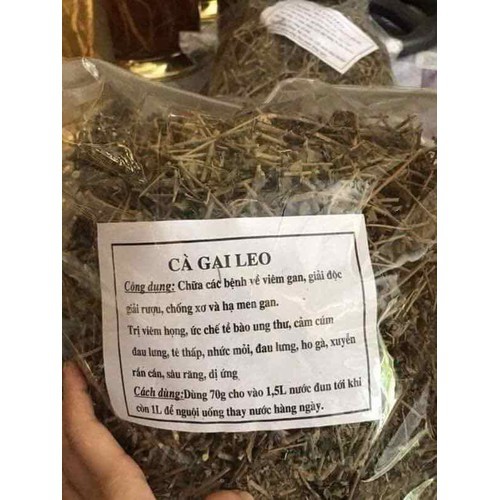 CÀ GAI LEO
Công dụng: Chữa các bệnh về viêm gan, giải độc
giải rượu, chống xơ và hạ men gan.
Trị viêm họng, ức chế tế bào ung thư, cảm cúm
đau lưng, tê thấp, nhức mỏi, đau lưng, ho gà, xuyễn
rắn cắn, sâu răng, dị ứng
Cách dùng:Dùng 70g cho vào 1,5L nước đun tới khi
còn 1L để nguội uống thay nước hàng ngày.